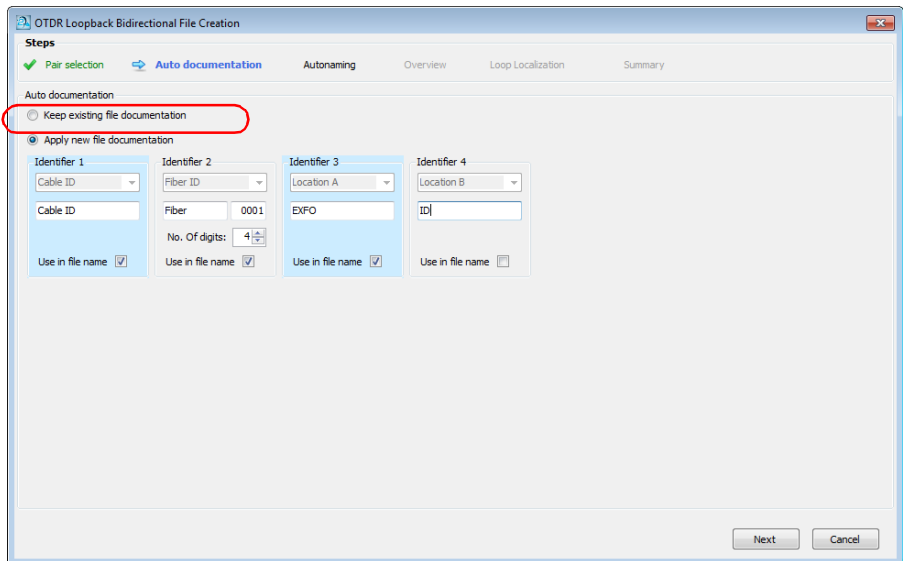 OTDR Loopback Bidirectional File Creation
Steps
Pair selection Auto documentation Autonaming Overview Loop Localization Summary
Auto documentation
Keep existing file documentation
Apply new file documentation
Identifier 1 Identifier 2 Identifier 3 Identifier 4
Cable ID Fiber ID Location A Location B
Cable ID Fiber 0001 EXFO ID
No. Of digits: 4
Use in file name Use in file name Use in file name Use in file name
Next Cancel